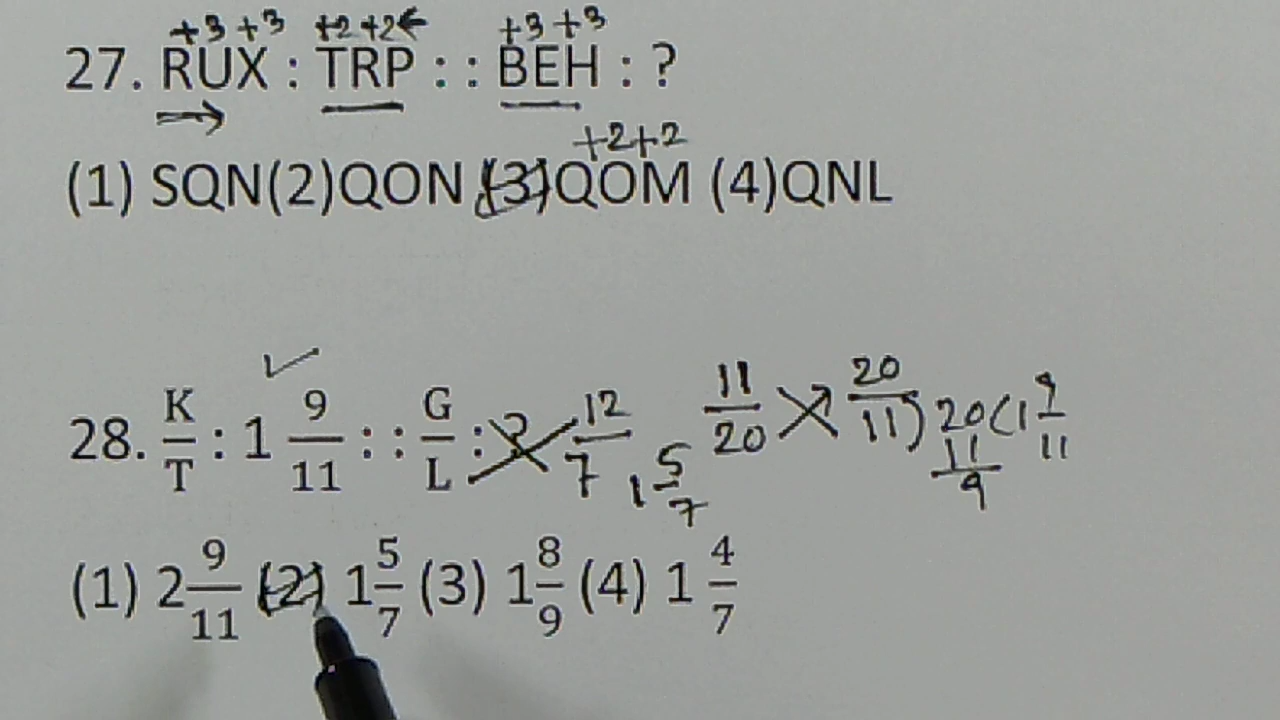 +3 +3 +2 +2 +3 +3
27. RUX : TRP : : BEH : ?
+2+2
(1) SQN(2)QON (3)QOM (4)QNL
✓
28. K/T : 1 9/11 : : G/L : ? 12/7 1 5/7 11/20 20/11)20(1 9/11
11
9
(1) 2 9/11 (2) 1 5/7 (3) 1 8/9 (4) 1 4/7